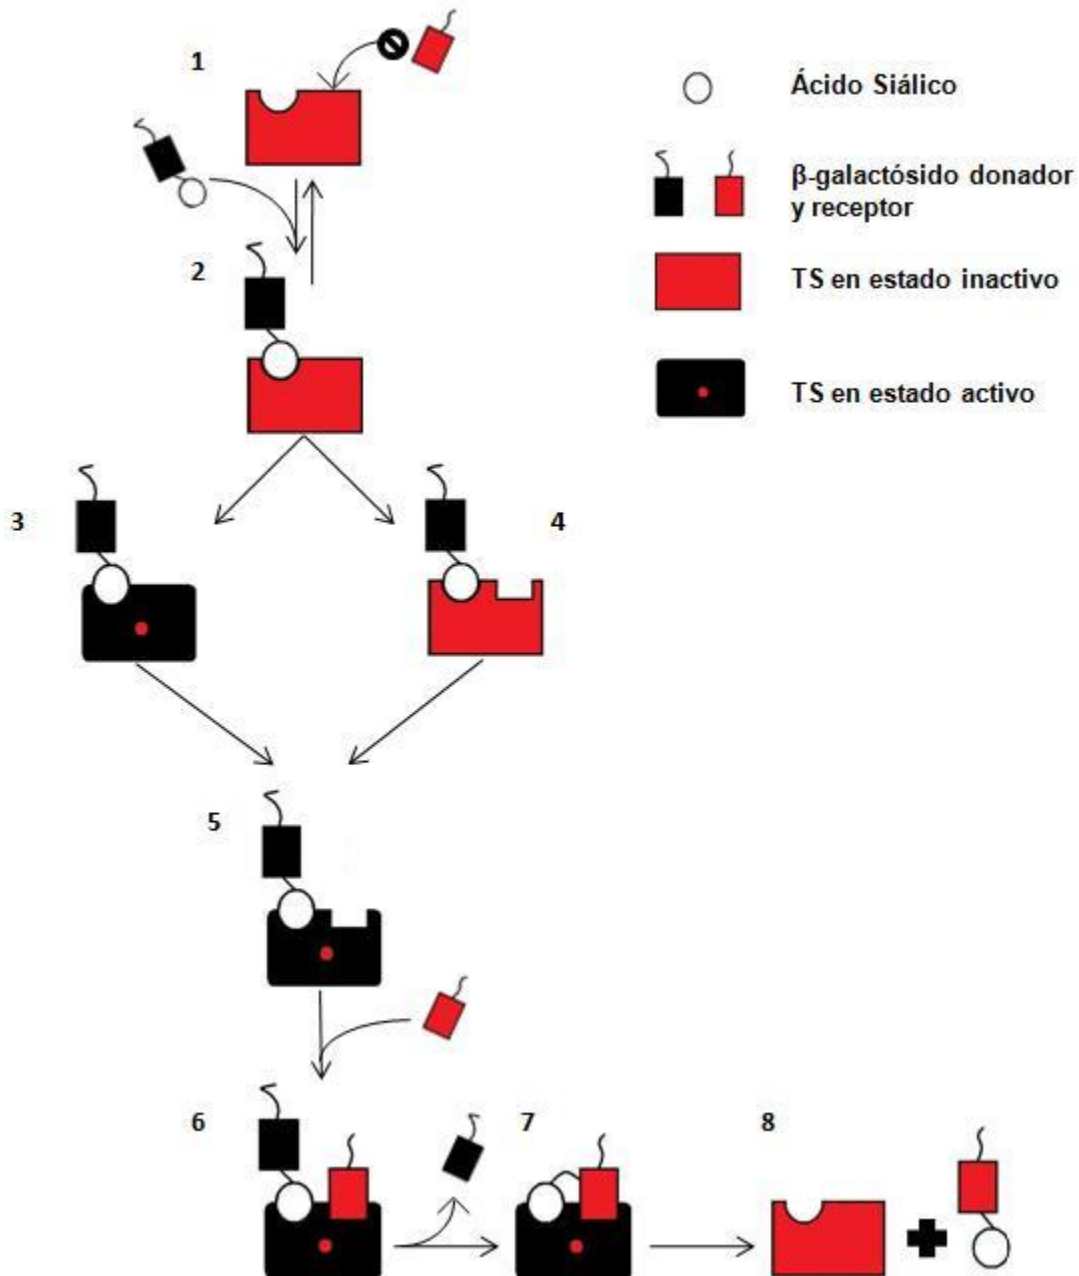 1
Ácido Siálico
β-galactósido donador
y receptor
2
TS en estado inactivo
TS en estado activo
3
4
5
6
7
8